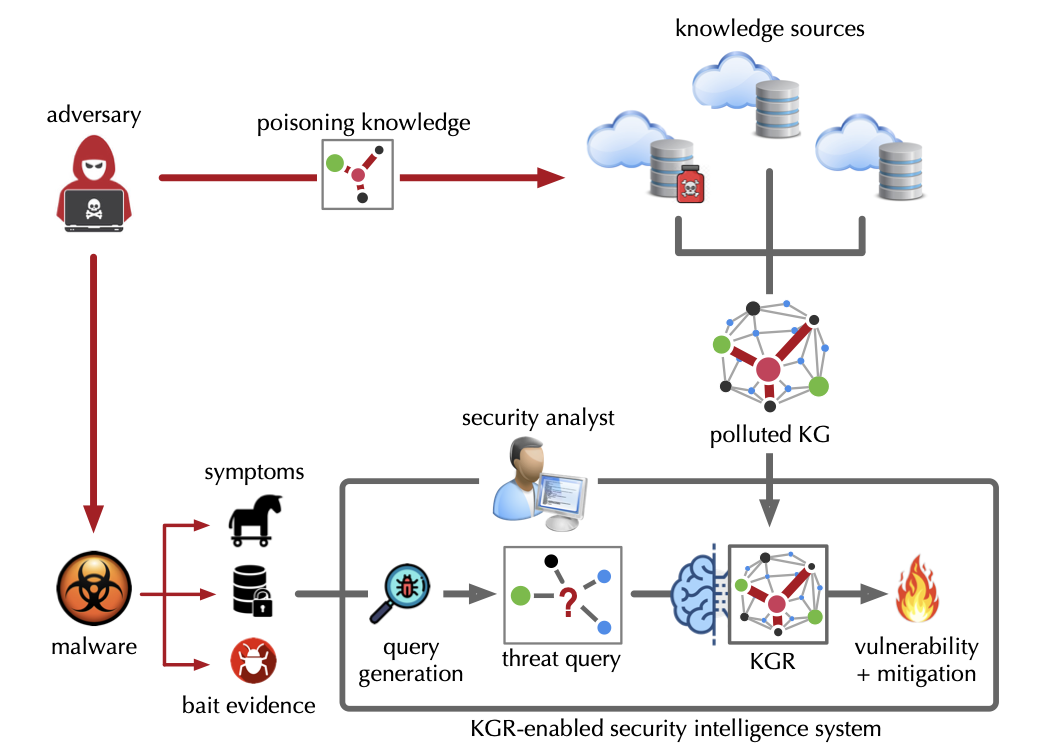 knowledge sources
adversary
poisoning knowledge
polluted KG
security analyst
symptoms
malware
bait evidence
query
generation
threat query
?
KGR
vulnerability
+ mitigation
KGR-enabled security intelligence system